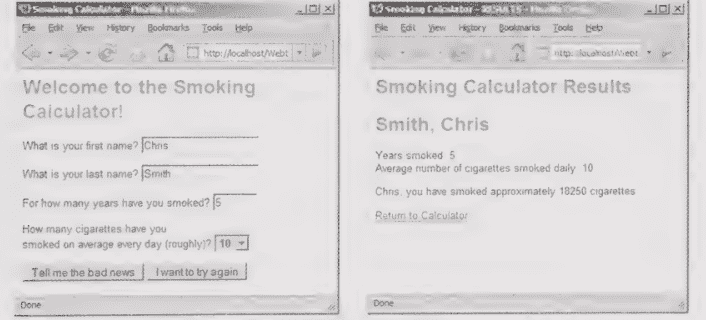 Smoking Calculator - Mozilla Firefox
File Edit View History Bookmarks Tools Help
http://localhost/Webt
Welcome to the Smoking
Calculator!
What is your first name? Chris
What is your last name? Smith
For how many years have you smoked? 5
How many cigarettes have you
smoked on average every day (roughly)? 10
Tell me the bad news I want to try again
Done
Smoking Calculator - RESULTS -
File Edit View History Bookmarks Tools Help
http://localhost/Webt
Smoking Calculator Results
Smith, Chris
Years smoked 5
Average number of cigarettes smoked daily 10
Chris, you have smoked approximately 18250 cigarettes
Return to Calculator
Done